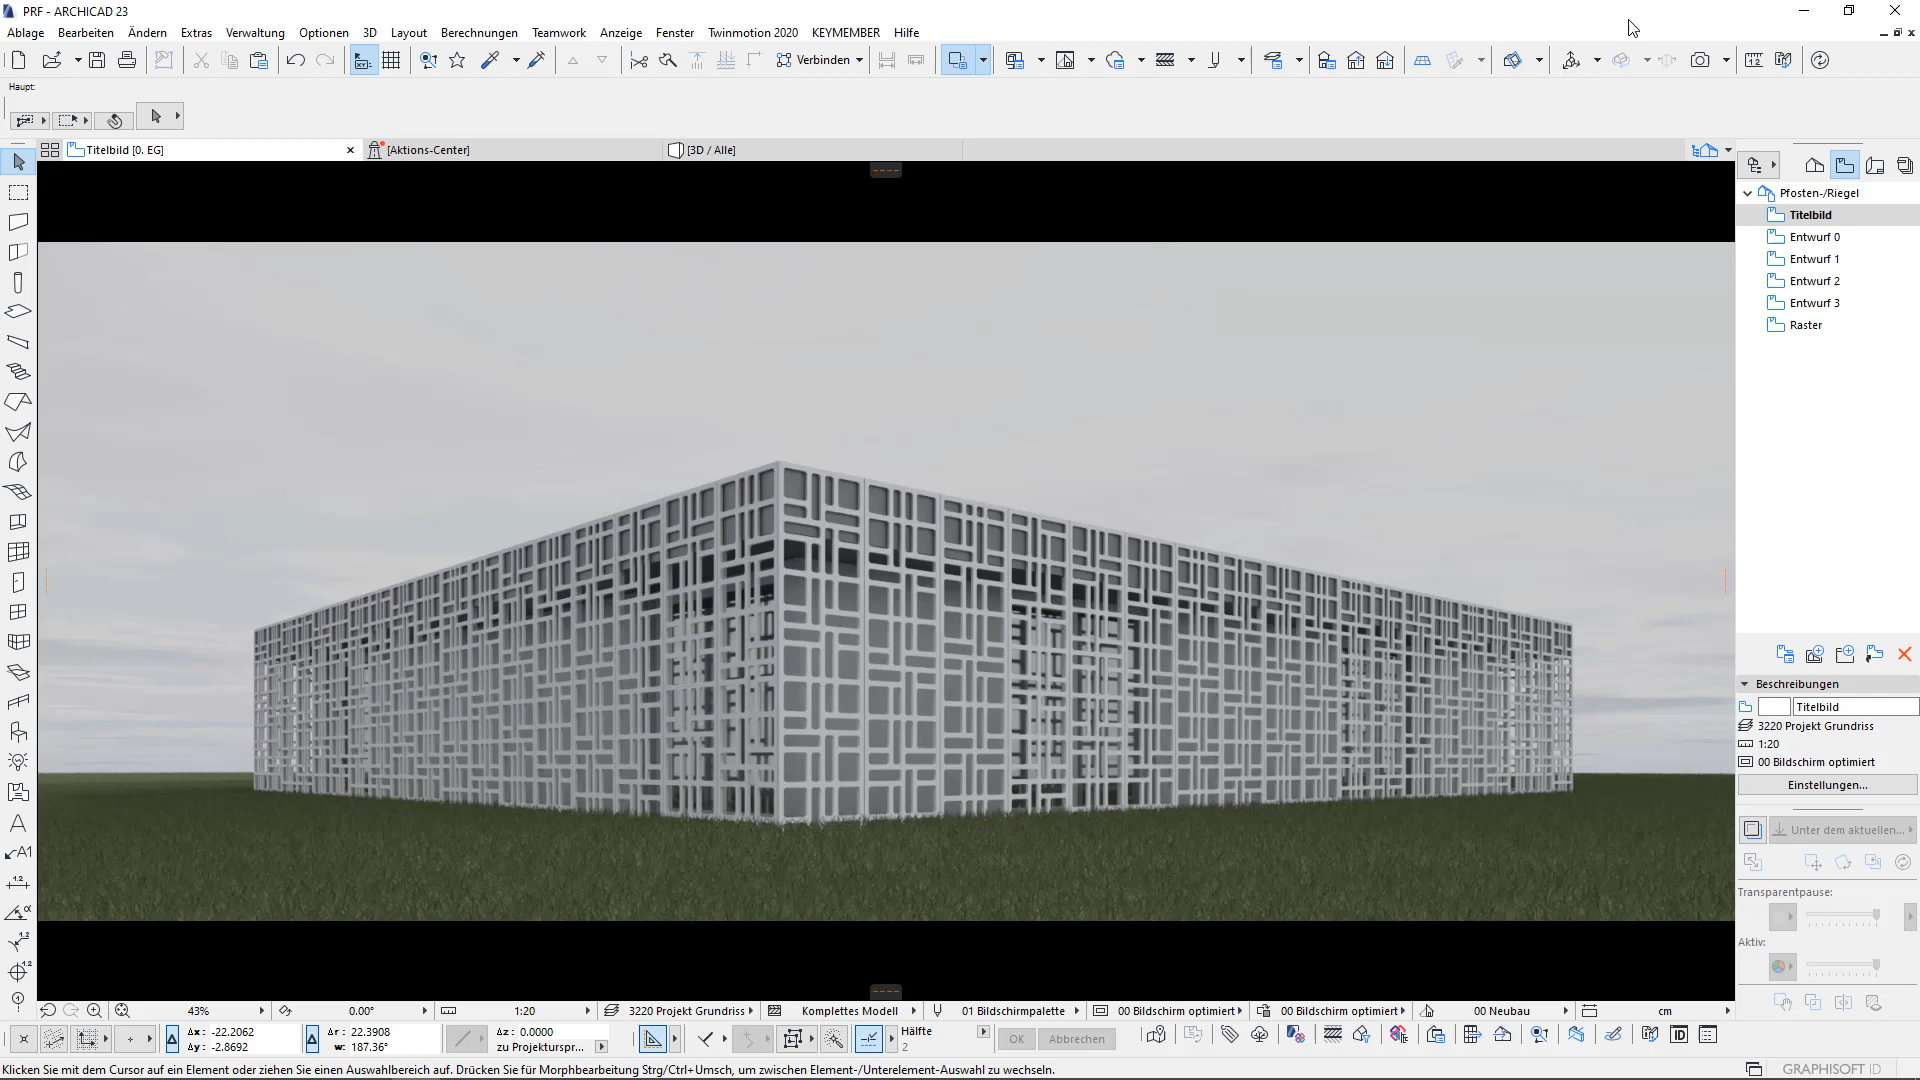 PRF - ARCHICAD 23
Ablage Bearbeiten Ändern Extras Verwaltung Optionen 3D Layout Berechnungen Teamwork Anzeige Fenster Twinmotion 2020 KEYMEMBER Hilfe
Verbinden
Haupt:
Titelbild [0. EG]
[Aktions-Center]
[3D / Alle]
Pfosten-/Riegel
Titelbild
Entwurf 0
Entwurf 1
Entwurf 2
Entwurf 3
Raster
Beschreibungen
Titelbild
3220 Projekt Grundriss
1:20
00 Bildschirm optimiert
Einstellungen...
Unter dem aktuellen...
Transparentpause:
Aktiv:
43% 0.00° 1:20 3220 Projekt Grundriss Komplettes Modell 01 Bildschirmpalette 00 Bildschirm optimiert 00 Bildschirm optimiert 00 Neubau cm
Δx: -22.2062 Δr: 22.3908 Δz: 0.0000 Hälfte
Δy: -2.8692 w: 187.36° zu Projekturspr... 2
OK Abbrechen
Klicken Sie mit dem Cursor auf ein Element oder ziehen Sie einen Auswahlbereich auf. Drücken Sie für Morphbearbeitung Strg/Ctrl+Umsch, um zwischen Element-/Unterelement-Auswahl zu wechseln.
GRAPHISOFT ID